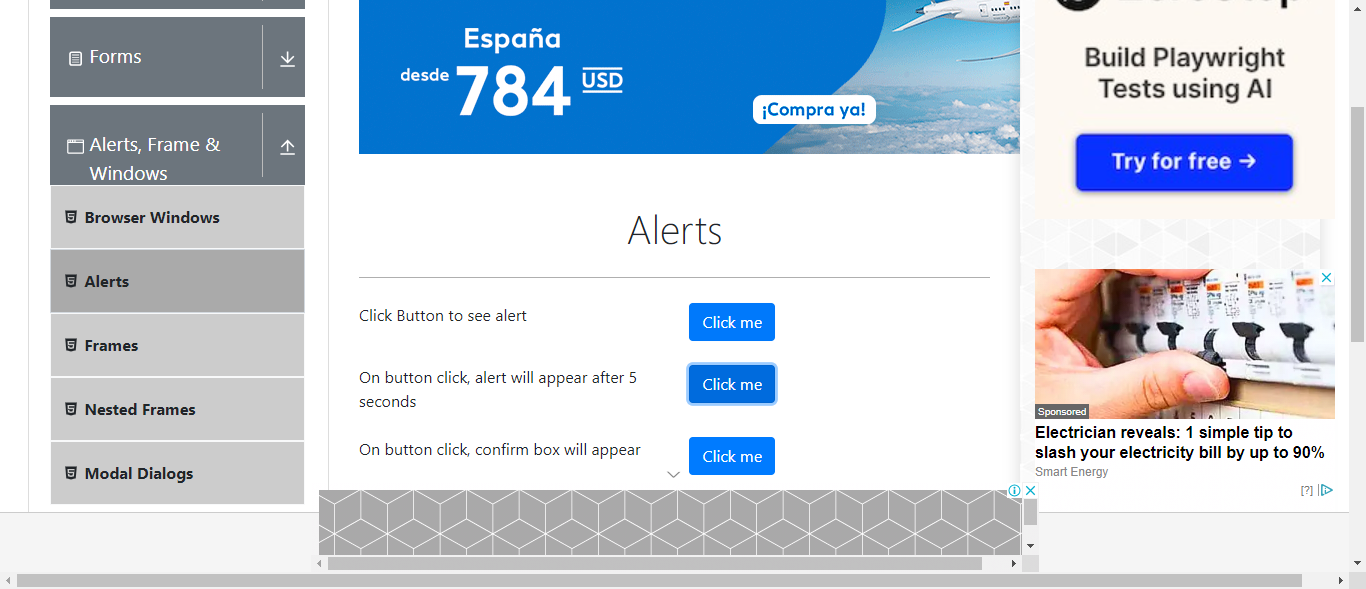 Forms
Alerts, Frame &
Windows
Browser Windows
Alerts
Frames
Nested Frames
Modal Dialogs
España
desde 784 USD
¡Compra ya!
Alerts
Click Button to see alert
Click me
On button click, alert will appear after 5
seconds
Click me
On button click, confirm box will appear
Click me
Build Playwright
Tests using AI
Try for free →
Sponsored
Electrician reveals: 1 simple tip to
slash your electricity bill by up to 90%
Smart Energy
[?]